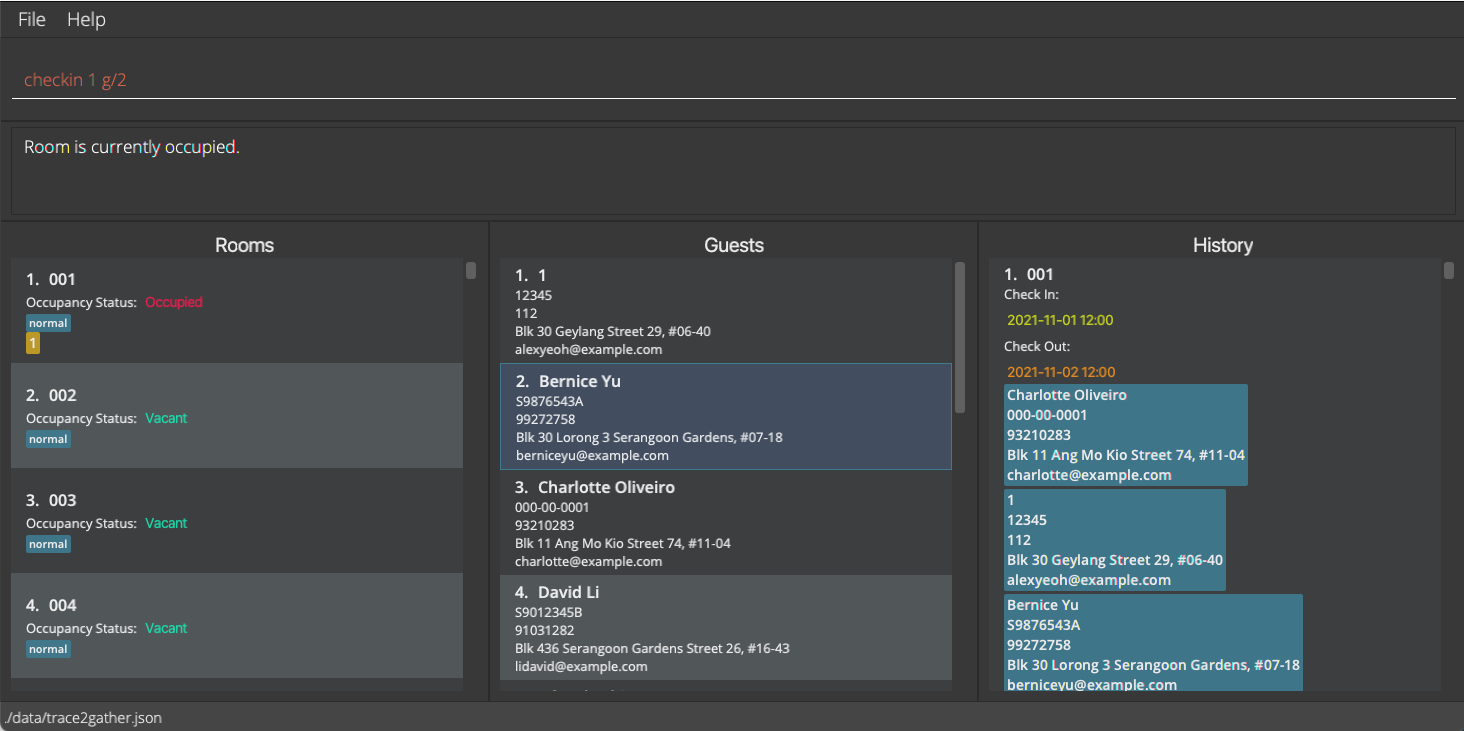 File Help
checkin 1 g/2
Room is currently occupied.
Rooms
1. 001
Occupancy Status: Occupied
normal
1
2. 002
Occupancy Status: Vacant
normal
3. 003
Occupancy Status: Vacant
normal
4. 004
Occupancy Status: Vacant
normal
Guests
1. 1
12345
112
Blk 30 Geylang Street 29, #06-40
alexyeoh@example.com
2. Bernice Yu
S9876543A
99272758
Blk 30 Lorong 3 Serangoon Gardens, #07-18
berniceyu@example.com
3. Charlotte Oliveiro
000-00-0001
93210283
Blk 11 Ang Mo Kio Street 74, #11-04
charlotte@example.com
4. David Li
S9012345B
91031282
Blk 436 Serangoon Gardens Street 26, #16-43
lidavid@example.com
History
1. 001
Check In:
2021-11-01 12:00
Check Out:
2021-11-02 12:00
Charlotte Oliveiro
000-00-0001
93210283
Blk 11 Ang Mo Kio Street 74, #11-04
charlotte@example.com
1
12345
112
Blk 30 Geylang Street 29, #06-40
alexyeoh@example.com
Bernice Yu
S9876543A
99272758
Blk 30 Lorong 3 Serangoon Gardens, #07-18
berniceyu@example.com
./data/trace2gather.json